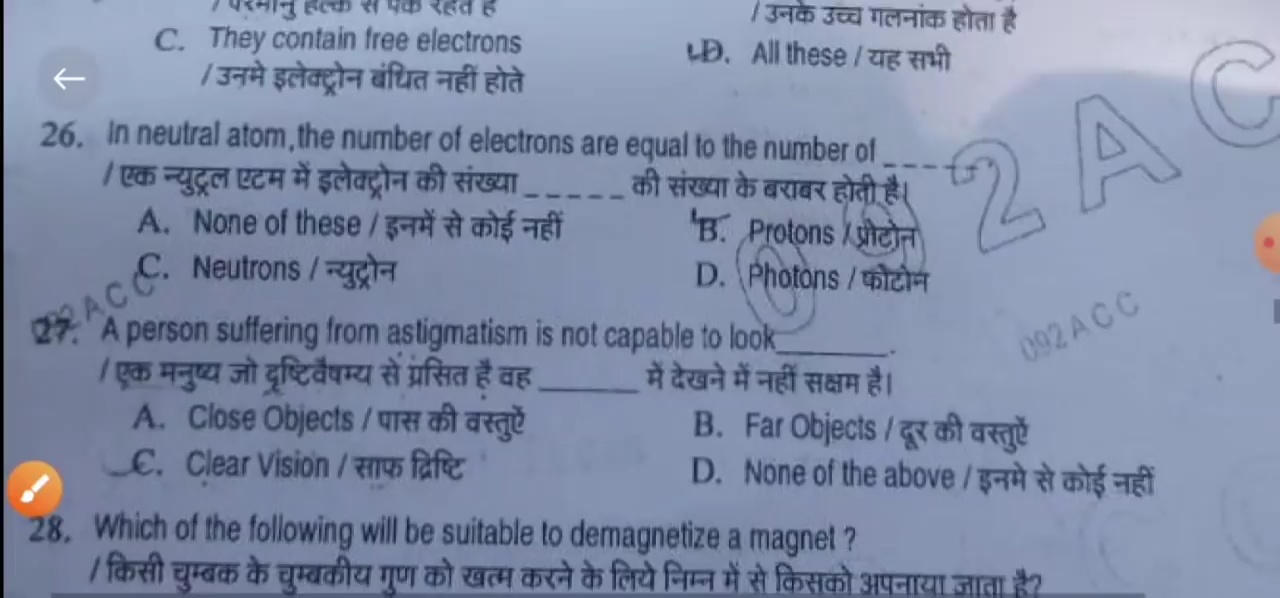 / परमानु हल्के से पैक रहते है
/ उनके उच्च गलनांक होता है
C. They contain free electrons
D. All these / यह सभी
/ उनमे इलेक्ट्रोन बंधित नहीं होते
26. In neutral atom,the number of electrons are equal to the number of _____
/ एक न्युट्रल एटम में इलेक्ट्रोन की संख्या _____ की संख्या के बराबर होती है।
A. None of these / इनमें से कोई नहीं
B. Protons / प्रोटोन
C. Neutrons / न्युट्रोन
D. Photons / फोटोन
27. A person suffering from astigmatism is not capable to look________.
/ एक मनुष्य जो दृष्टिवैषम्य से ग्रंसित है वह _______ में देखने में नहीं सक्षम है।
A. Close Objects / पास की वस्तुऐं
B. Far Objects / दूर की वस्तुऐं
C. Clear Vision / साफ द्रिष्टि
D. None of the above / इनमे से कोई नहीं
28. Which of the following will be suitable to demagnetize a magnet ?
/ किसी चुम्बक के चुम्बकीय गुण को खत्म करने के लिये निम्न में से किसको अपनाया जाता है?
092ACC
092ACC
2AC